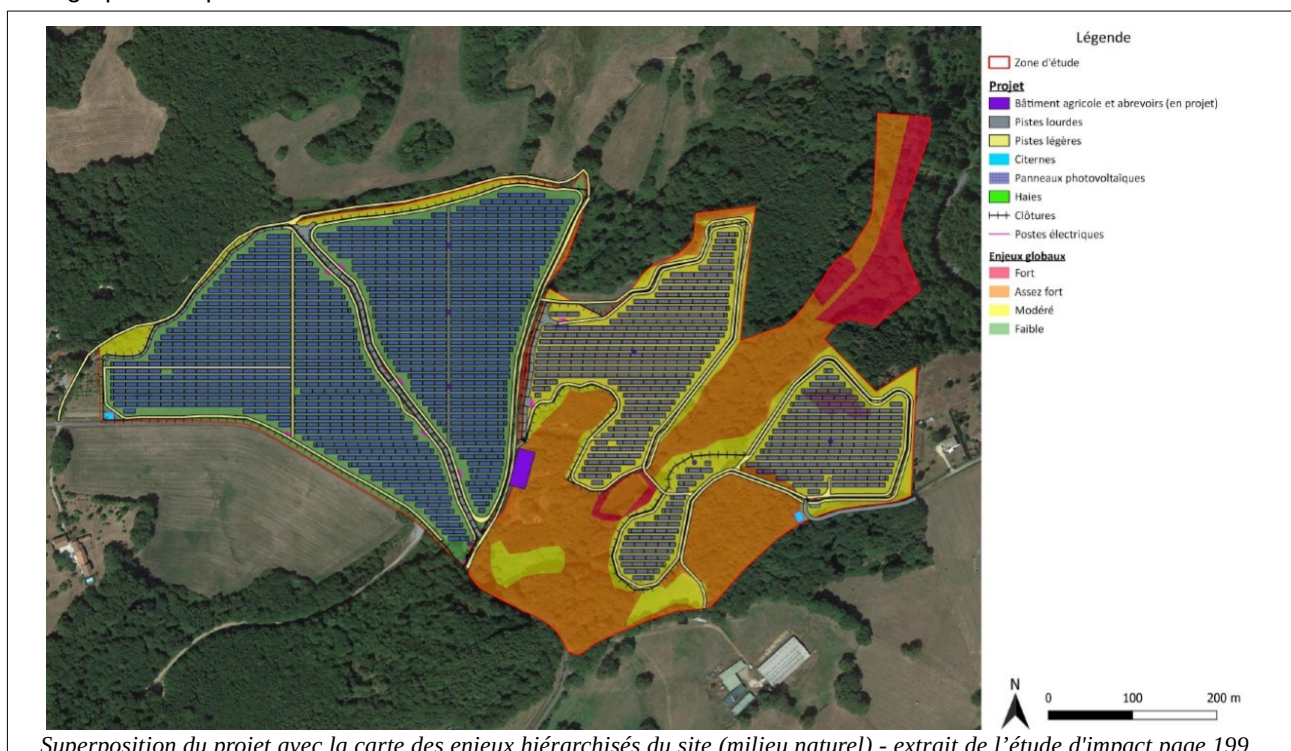 Légende
Zone d'étude
Projet
Bâtiment agricole et abrevoirs (en projet)
Pistes lourdes
Pistes légères
Citernes
Panneaux photovoltaïques
Haies
Clôtures
Postes électriques
Enjeux globaux
Fort
Assez fort
Modéré
Faible
N
0 100 200 m
Superposition du projet avec la carte des enjeux hiérarchisés du site (milieu naturel) - extrait de l'étude d'impact page 199